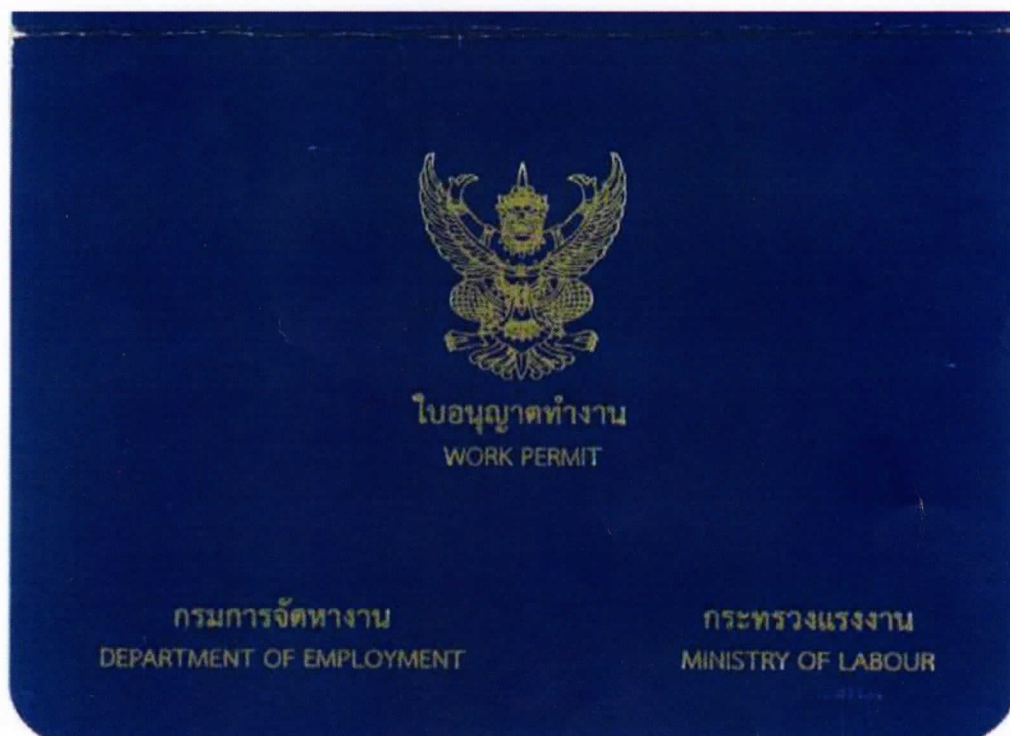 ใบอนุญาตทำงาน
WORK PERMIT
กรมการจัดหางาน
DEPARTMENT OF EMPLOYMENT
กระทรวงแรงงาน
MINISTRY OF LABOUR